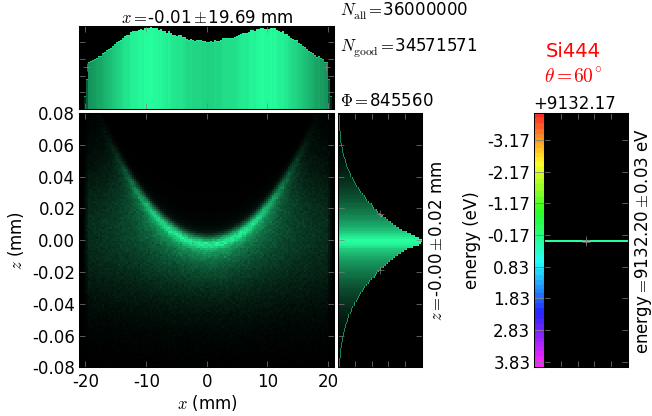 x=-0.01±19.69 mm
N_all=36000000
N_good=34571571
Φ=845560
Si444
θ=60°
+9132.17
0.08
0.06
0.04
0.02
0.00
-0.02
-0.04
-0.06
-0.08
z (mm)
-20
-10
0
10
20
x (mm)
z=-0.00±0.02 mm
energy (eV)
-3.17
-2.17
-1.17
-0.17
0.83
1.83
2.83
3.83
energy=9132.20±0.03 eV